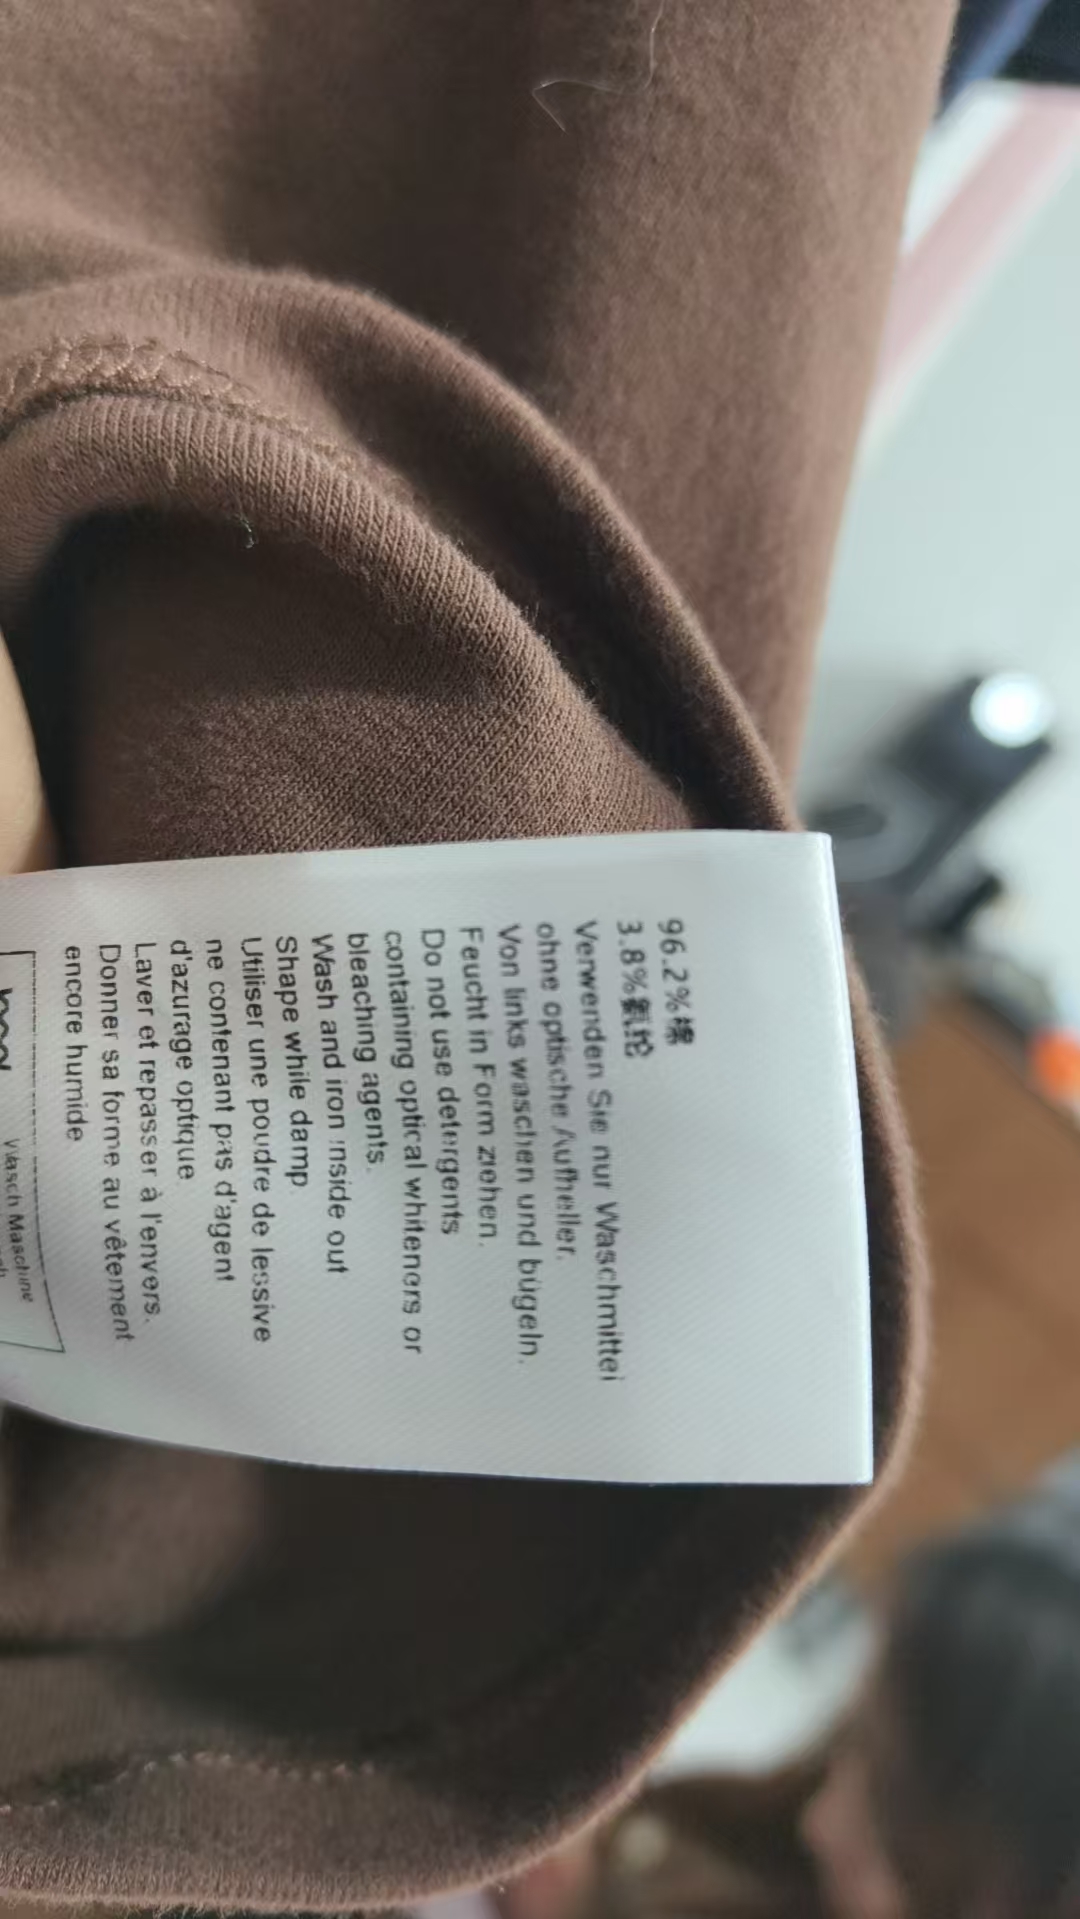 96.2%棉
3.8%氨纶
Verwenden Sie nur Waschmittel
ohne optische Aufheller.
Von links waschen und bügeln.
Feucht in Form ziehen.
Do not use detergents
containing optical whiteners or
bleaching agents.
Wash and iron inside out
Shape while damp
Utiliser une poudre de lessive
ne contenant pas d'agent
d'azurage optique
Laver et repasser à l'envers.
Donner sa forme au vêtement
encore humide
Wasch Maschine